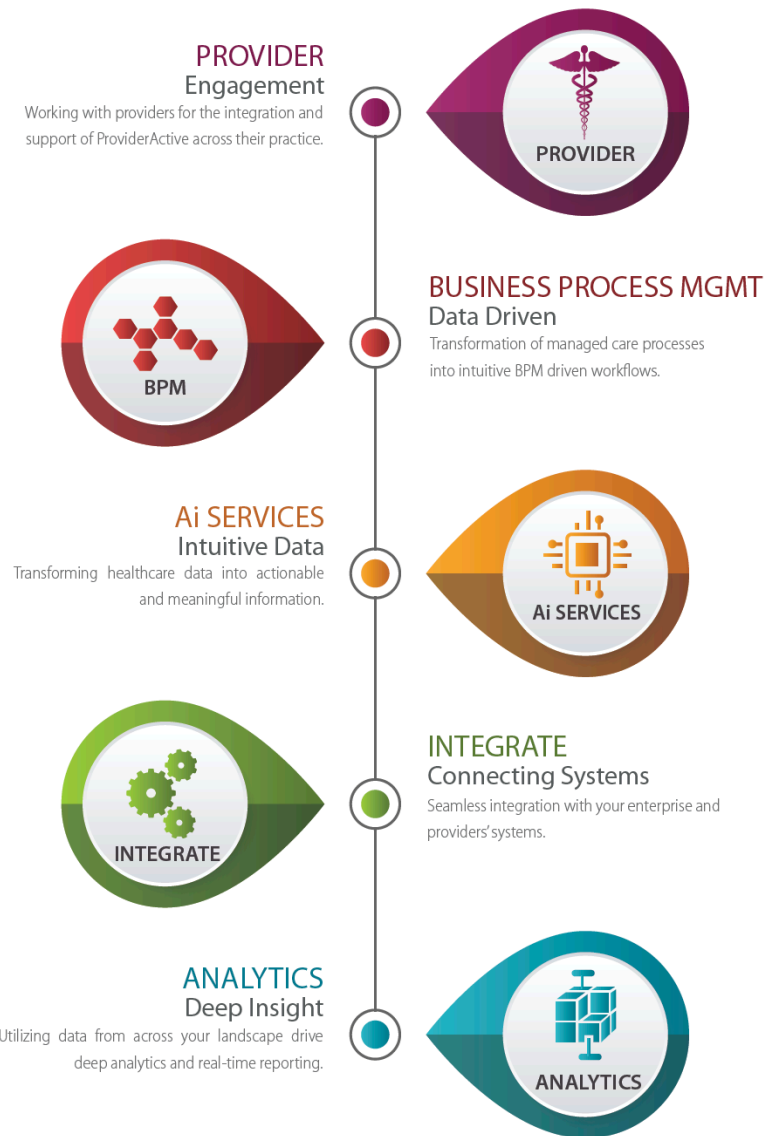 PROVIDER
Engagement
Working with providers for the integration and
support of ProviderActive across their practice.
PROVIDER
BPM
BUSINESS PROCESS MGMT
Data Driven
Transformation of managed care processes
into intuitive BPM driven workflows.
Ai SERVICES
Intuitive Data
Transforming healthcare data into actionable
and meaningful information.
Ai SERVICES
INTEGRATE
INTEGRATE
Connecting Systems
Seamless integration with your enterprise and
providers' systems.
ANALYTICS
Deep Insight
Utilizing data from across your landscape drive
deep analytics and real-time reporting.
ANALYTICS